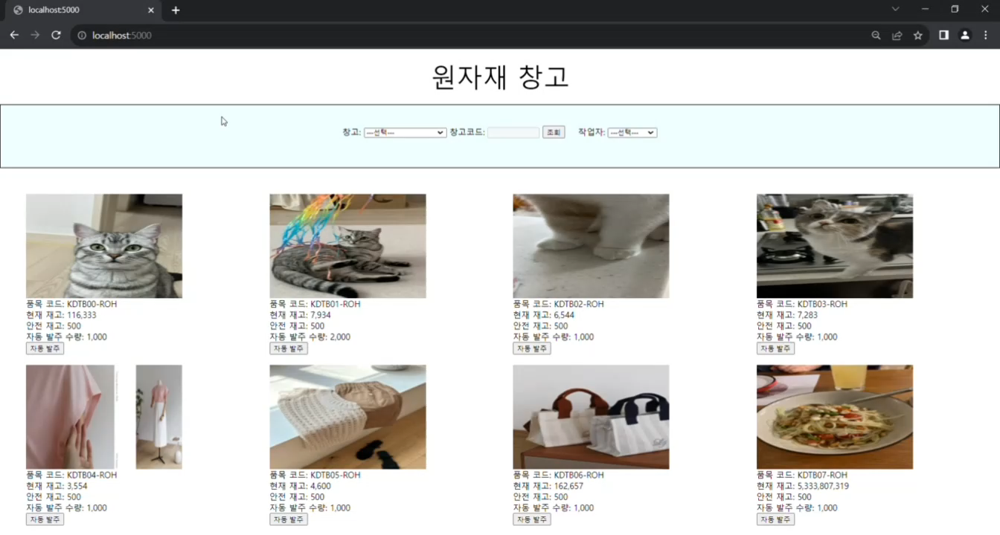 localhost:5000
localhost:5000
원자재 창고
창고: ---선택--- 창고코드: 조회 작업자: ---선택---
품목 코드: KDTB00-ROH
현재 재고: 116,333
안전 재고: 500
자동 발주 수량: 1,000
자동 발주
품목 코드: KDTB01-ROH
현재 재고: 7,934
안전 재고: 500
자동 발주 수량: 2,000
자동 발주
품목 코드: KDTB02-ROH
현재 재고: 6,544
안전 재고: 500
자동 발주 수량: 1,000
자동 발주
품목 코드: KDTB03-ROH
현재 재고: 7,283
안전 재고: 500
자동 발주 수량: 1,000
자동 발주
품목 코드: KDTB04-ROH
현재 재고: 3,554
안전 재고: 500
자동 발주 수량: 1,000
자동 발주
품목 코드: KDTB05-ROH
현재 재고: 4,600
안전 재고: 500
자동 발주 수량: 1,000
자동 발주
품목 코드: KDTB06-ROH
현재 재고: 162,657
안전 재고: 500
자동 발주 수량: 1,000
자동 발주
품목 코드: KDTB07-ROH
현재 재고: 5,333,807,319
안전 재고: 500
자동 발주 수량: 1,000
자동 발주